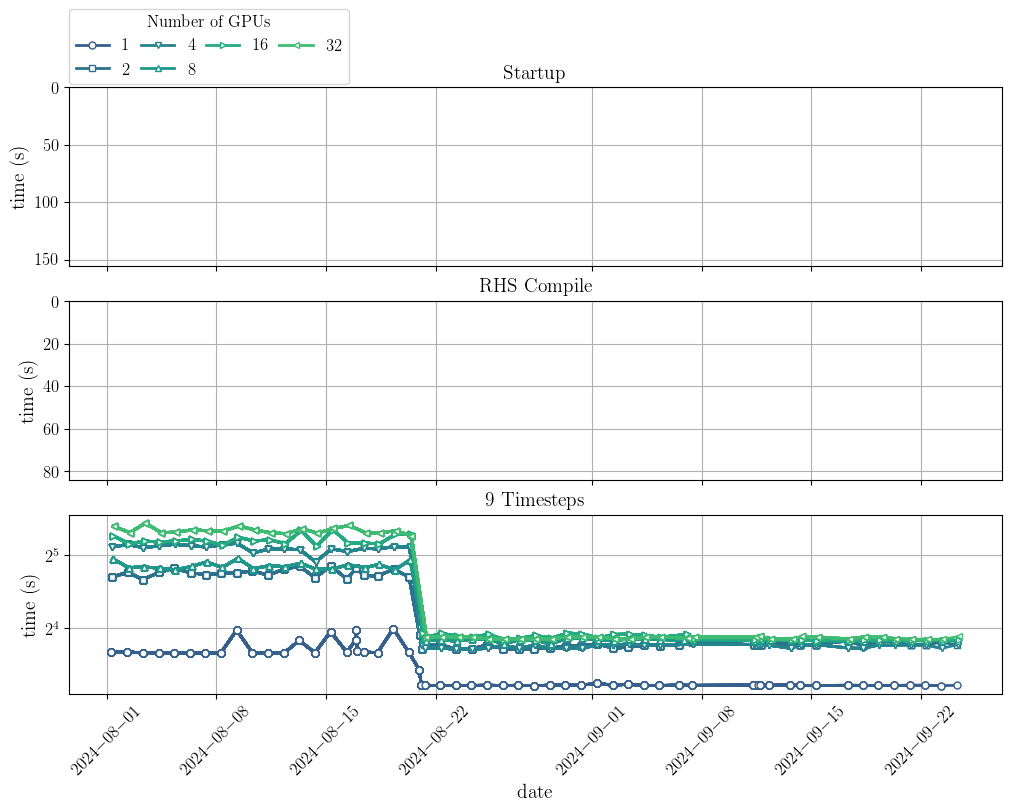 Number of GPUs
1 4 16 32
2 8
Startup
0
50
100
150
time (s)
RHS Compile
0
20
40
60
80
time (s)
9 Timesteps
2^5
2^4
time (s)
2024−08−01 2024−08−08 2024−08−15 2024−08−22 2024−09−01 2024−09−08 2024−09−15 2024−09−22
date